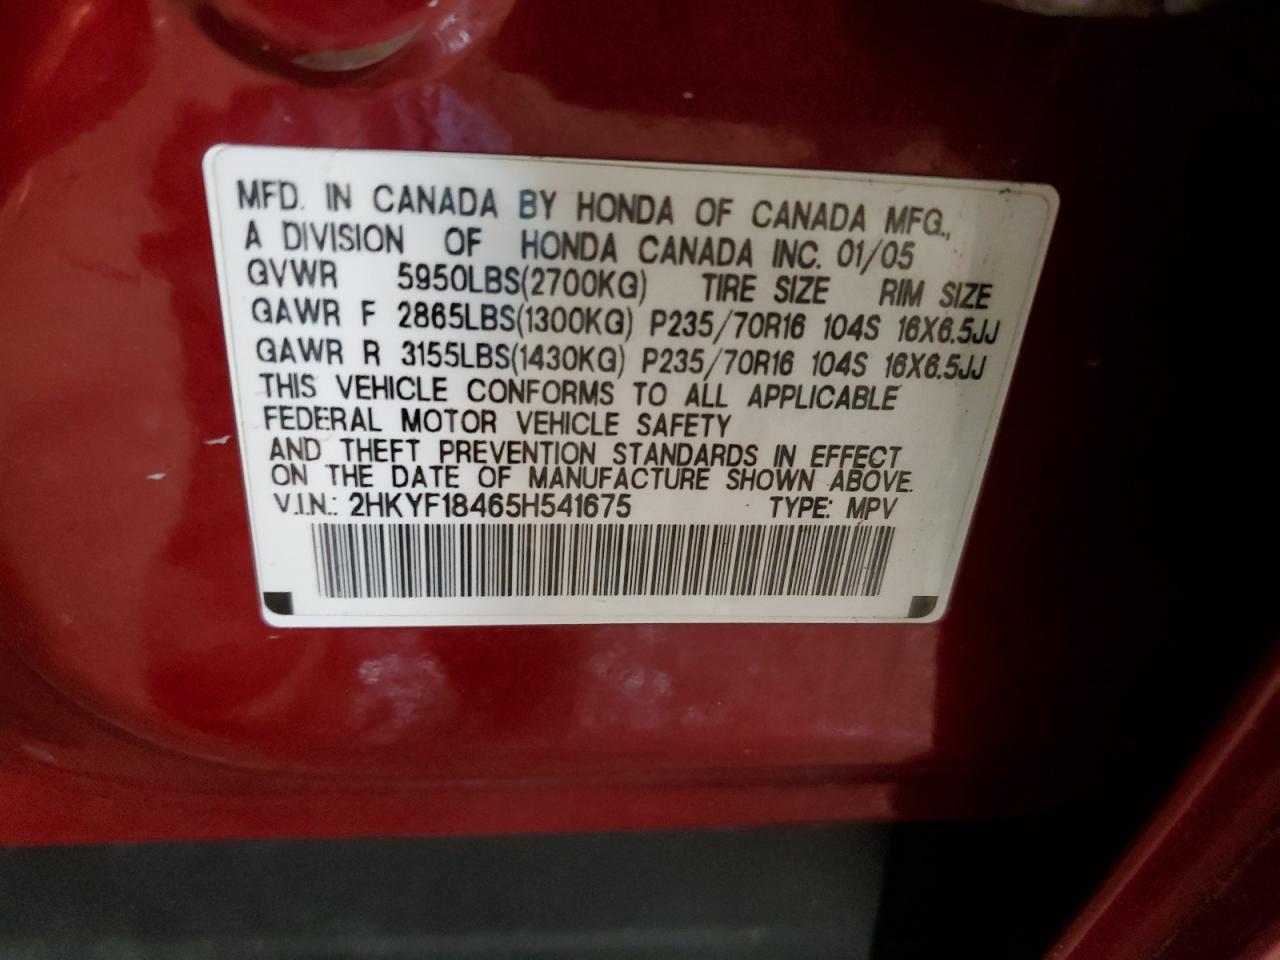 MFD. IN CANADA BY HONDA OF CANADA MFG.,
A DIVISION OF HONDA CANADA INC. 01/05
GVWR 5950LBS(2700KG) TIRE SIZE RIM SIZE
GAWR F 2865LBS(1300KG) P235/70R16 104S 16X6.5JJ
GAWR R 3155LBS(1430KG) P235/70R16 104S 16X6.5JJ
THIS VEHICLE CONFORMS TO ALL APPLICABLE
FEDERAL MOTOR VEHICLE SAFETY
AND THEFT PREVENTION STANDARDS IN EFFECT
ON THE DATE OF MANUFACTURE SHOWN ABOVE.
V.I.N.: 2HKYF18465H541675 TYPE: MPV